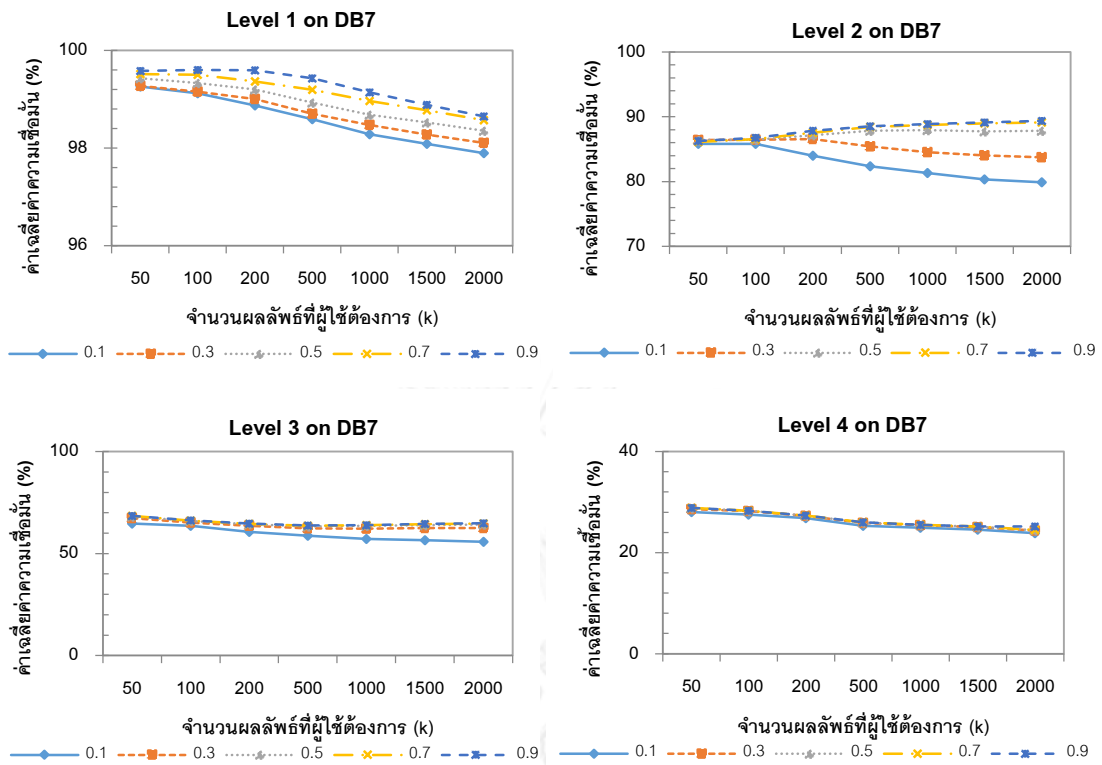 Level 1 on DB7
ค่าเฉลี่ยค่าความเชื่อมั่น (%)
100
98
96
50 100 200 500 1000 1500 2000
จำนวนผลลัพธ์ที่ผู้ใช้ต้องการ (k)
0.1 0.3 0.5 0.7 0.9
Level 2 on DB7
ค่าเฉลี่ยค่าความเชื่อมั่น (%)
100
90
80
70
50 100 200 500 1000 1500 2000
จำนวนผลลัพธ์ที่ผู้ใช้ต้องการ (k)
0.1 0.3 0.5 0.7 0.9
Level 3 on DB7
ค่าเฉลี่ยค่าความเชื่อมั่น (%)
100
50
0
50 100 200 500 1000 1500 2000
จำนวนผลลัพธ์ที่ผู้ใช้ต้องการ (k)
0.1 0.3 0.5 0.7 0.9
Level 4 on DB7
ค่าเฉลี่ยค่าความเชื่อมั่น (%)
40
20
0
50 100 200 500 1000 1500 2000
จำนวนผลลัพธ์ที่ผู้ใช้ต้องการ (k)
0.1 0.3 0.5 0.7 0.9